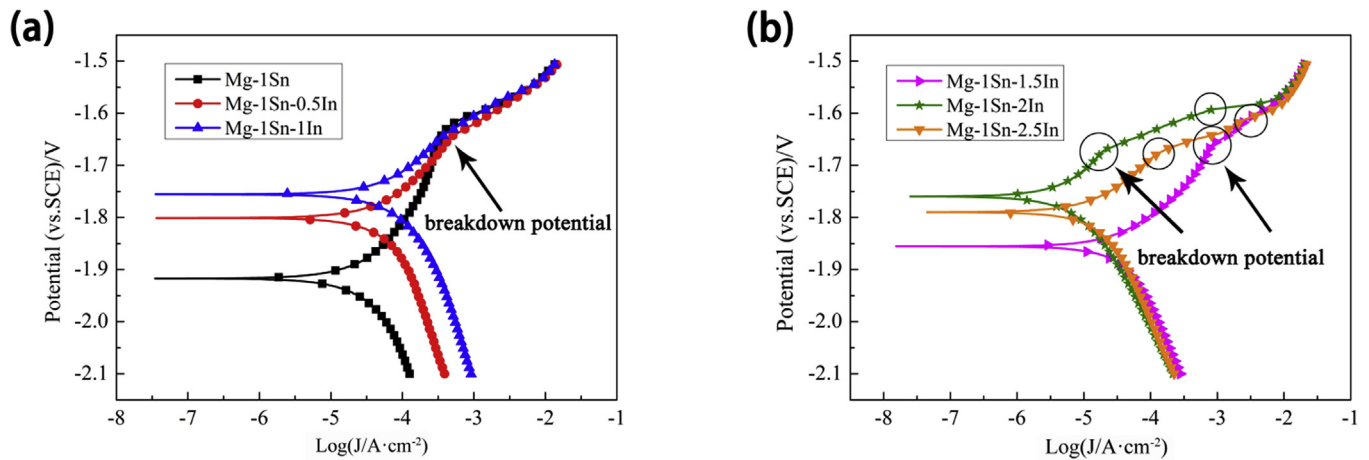 (a)
-1.5
-1.6
-1.7
-1.8
-1.9
-2.0
-2.1
Potential (vs.SCE)/V
Mg-1Sn
Mg-1Sn-0.5In
Mg-1Sn-1In
breakdown potential
-8 -7 -6 -5 -4 -3 -2 -1
Log(J/A·cm⁻²)
(b)
-1.5
-1.6
-1.7
-1.8
-1.9
-2.0
-2.1
Potential (vs.SCE)/V
Mg-1Sn-1.5In
Mg-1Sn-2In
Mg-1Sn-2.5In
breakdown potential
-8 -7 -6 -5 -4 -3 -2 -1
Log(J/A·cm⁻²)